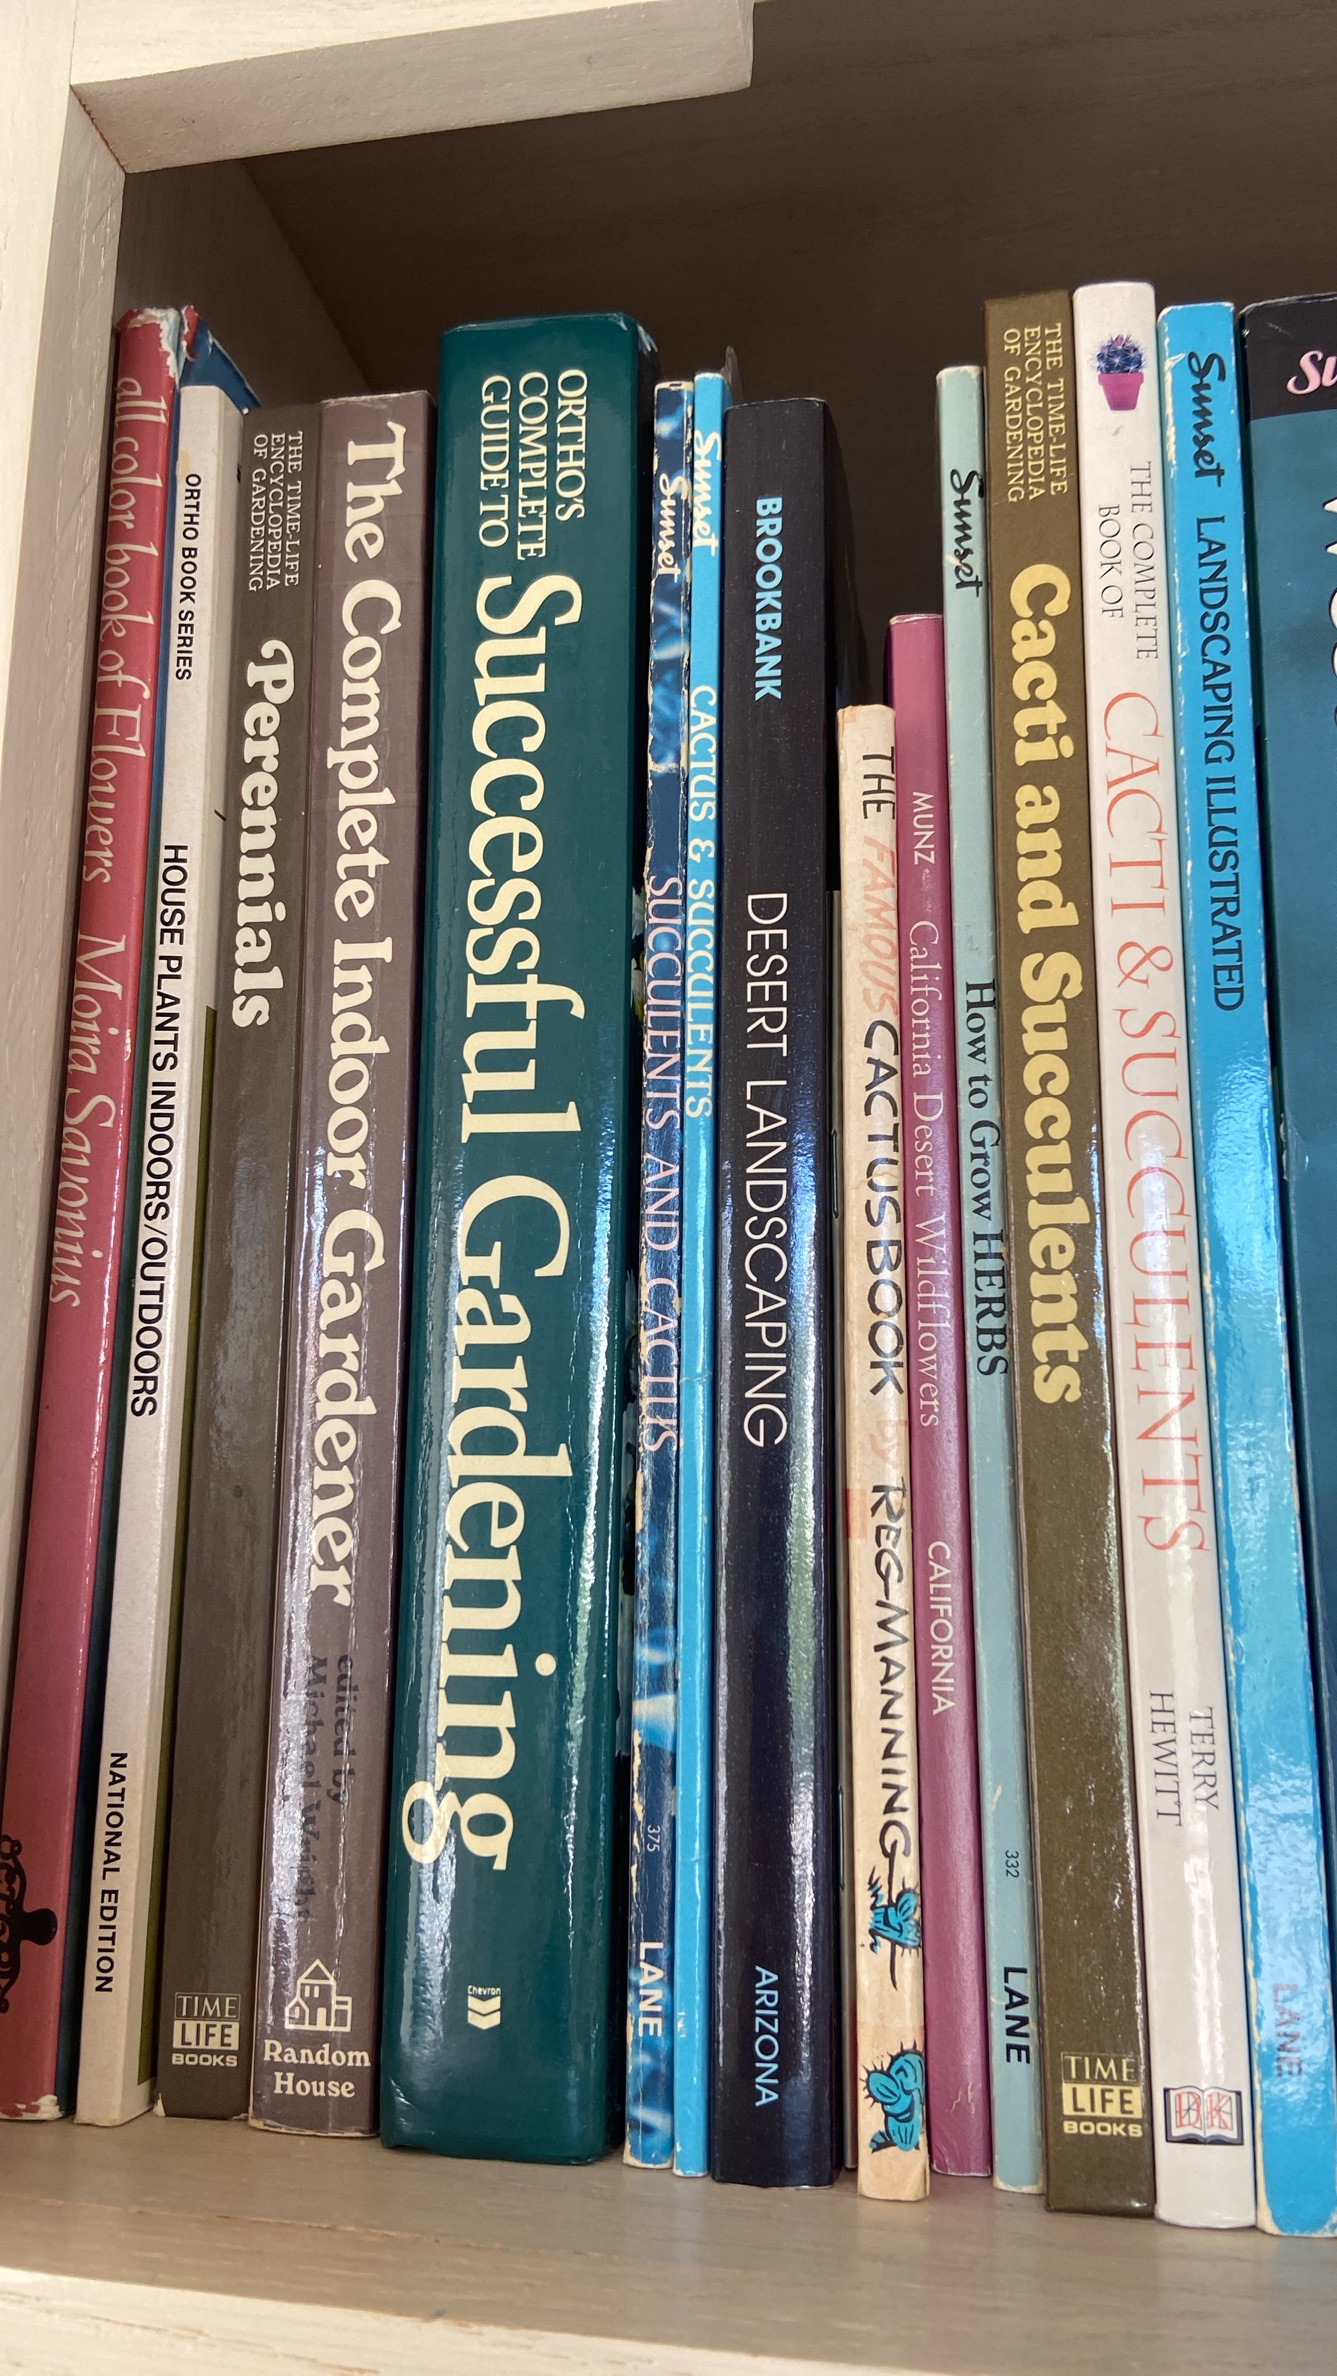 all color book of Flowers Moira Savonius
ORTHO BOOK SERIES
HOUSE PLANTS INDOORS/OUTDOORS
NATIONAL EDITION
THE TIME-LIFE
ENCYCLOPEDIA
OF GARDENING
Perennials
TIME
LIFE
BOOKS
The Complete Indoor Gardener
edited by
Michael Wright
Random
House
ORTHO'S
COMPLETE
GUIDE TO
Successful Gardening
Chevron
Sunset
SUCCULENTS AND CACTUS
375
LANE
Sunset
CACTUS & SUCCULENTS
BROOKBANK
DESERT LANDSCAPING
ARIZONA
THE FAMOUS CACTUS BOOK by REG MANNING
MUNZ
California Desert Wildflowers
CALIFORNIA
Sunset
How to Grow HERBS
332
LANE
THE TIME-LIFE
ENCYCLOPEDIA
OF GARDENING
Cacti and Succulents
TIME
LIFE
BOOKS
THE COMPLETE
BOOK OF
CACTI & SUCCULENTS
TERRY
HEWITT
DK
Sunset
LANDSCAPING ILLUSTRATED
LANE